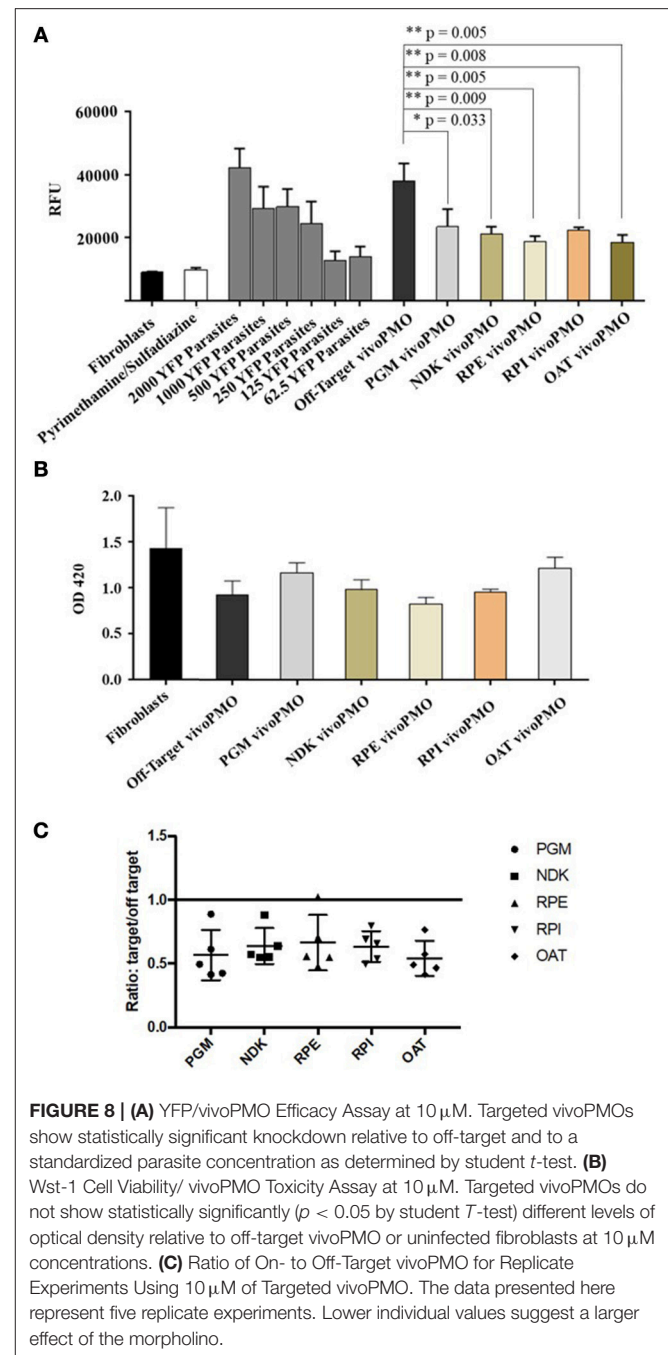 A
** p = 0.005
** p = 0.008
** p = 0.005
** p = 0.009
* p = 0.033
RFU
60000
40000
20000
Fibroblasts
Pyrimethamine/Sulfadiazine
2000 YFP Parasites
1000 YFP Parasites
500 YFP Parasites
250 YFP Parasites
125 YFP Parasites
62.5 YFP Parasites
Off-Target vivoPMO
PGM vivoPMO
NDK vivoPMO
RPE vivoPMO
RPI vivoPMO
OAT vivoPMO
B
OD 420
2.0
1.5
1.0
0.5
0.0
Fibroblasts
Off-Target vivoPMO
PGM vivoPMO
NDK vivoPMO
RPE vivoPMO
RPI vivoPMO
OAT vivoPMO
C
Ratio: target/off target
1.5
1.0
0.5
0.0
PGM
NDK
RPE
RPI
OAT
PGM
NDK
RPE
RPI
OAT
FIGURE 8 | (A) YFP/vivoPMO Efficacy Assay at 10 μM. Targeted vivoPMOs
show statistically significant knockdown relative to off-target and to a
standardized parasite concentration as determined by student t-test. (B)
Wst-1 Cell Viability/ vivoPMO Toxicity Assay at 10 μM. Targeted vivoPMOs do
not show statistically significantly (p < 0.05 by student T-test) different levels of
optical density relative to off-target vivoPMO or uninfected fibroblasts at 10 μM
concentrations. (C) Ratio of On- to Off-Target vivoPMO for Replicate
Experiments Using 10 μM of Targeted vivoPMO. The data presented here
represent five replicate experiments. Lower individual values suggest a larger
effect of the morpholino.